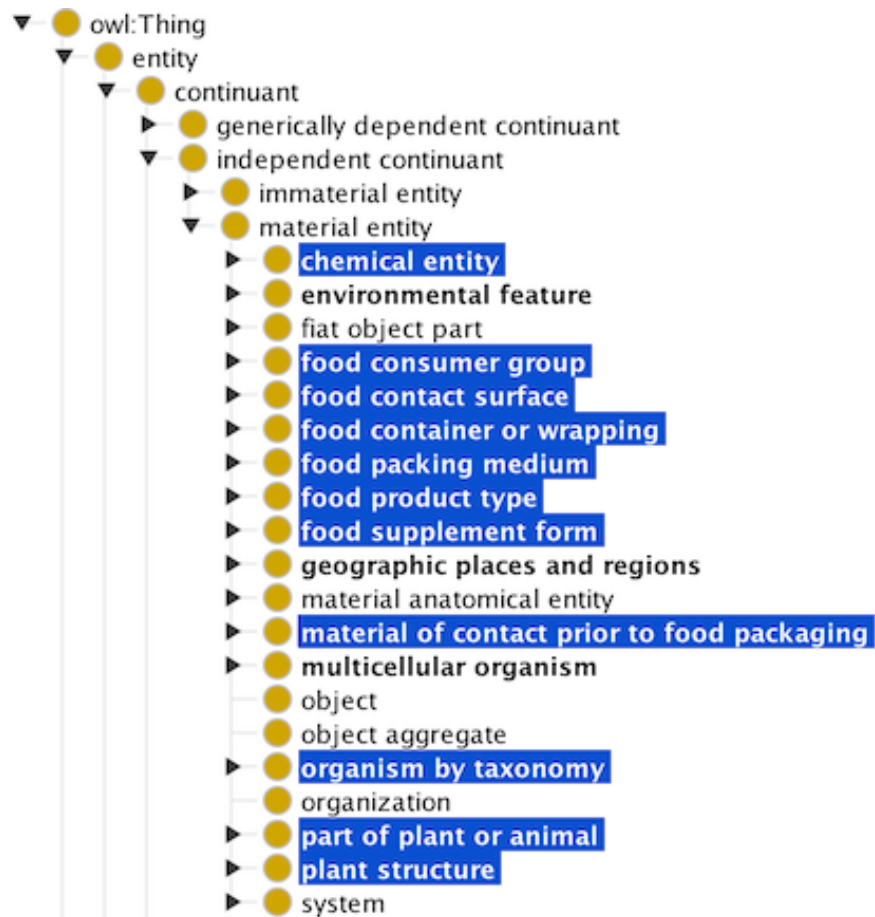 owl:Thing
entity
continuant
generically dependent continuant
independent continuant
immaterial entity
material entity
chemical entity
environmental feature
fiat object part
food consumer group
food contact surface
food container or wrapping
food packing medium
food product type
food supplement form
geographic places and regions
material anatomical entity
material of contact prior to food packaging
multicellular organism
object
object aggregate
organism by taxonomy
organization
part of plant or animal
plant structure
system